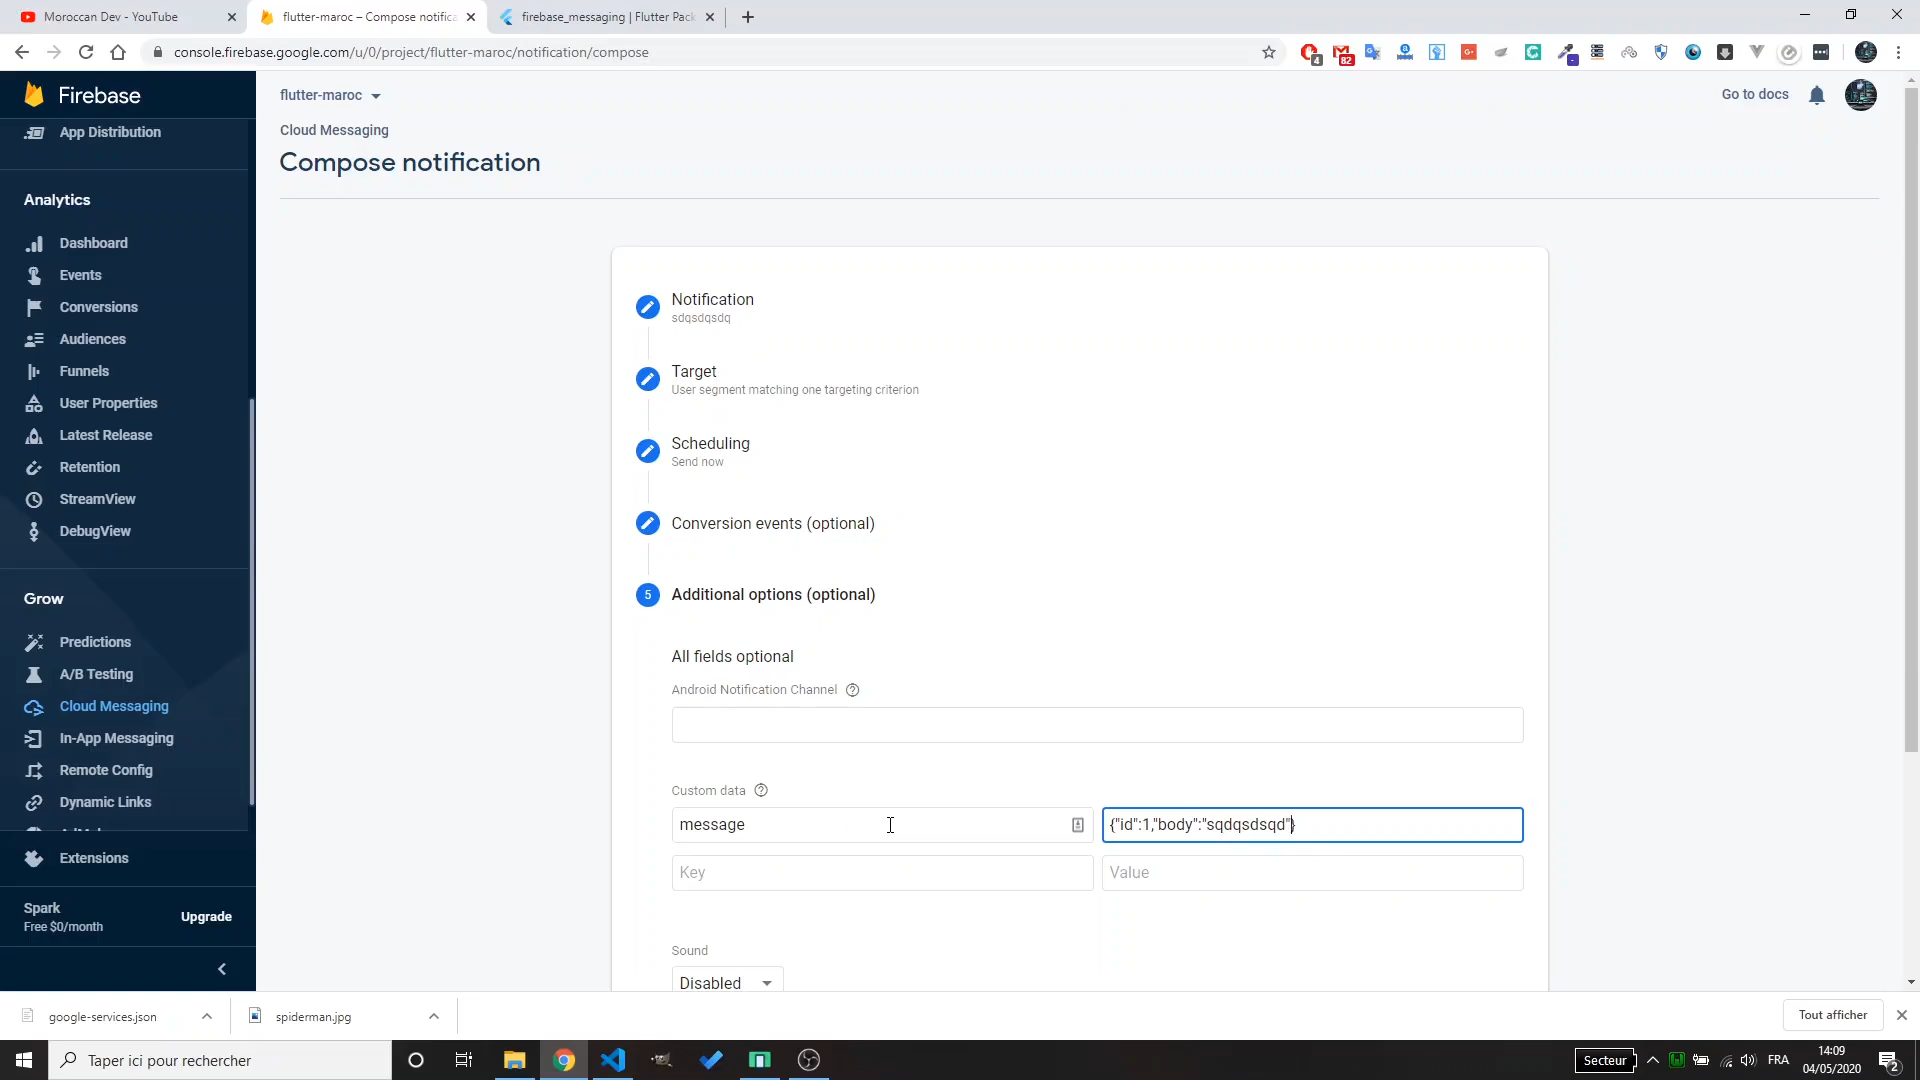 Moroccan Dev - YouTube
flutter-maroc – Compose notifica
firebase_messaging | Flutter Pack
console.firebase.google.com/u/0/project/flutter-maroc/notification/compose
4
82
Firebase
flutter-maroc
Go to docs
App Distribution
Cloud Messaging
Compose notification
Analytics
Dashboard
Events
Conversions
Audiences
Funnels
User Properties
Latest Release
Retention
StreamView
DebugView
Grow
Predictions
A/B Testing
Cloud Messaging
In-App Messaging
Remote Config
Dynamic Links
Extensions
Spark
Free $0/month
Upgrade
Notification
sdqsdqsdq
Target
User segment matching one targeting criterion
Scheduling
Send now
Conversion events (optional)
5
Additional options (optional)
All fields optional
Android Notification Channel
Custom data
message
{"id":1,"body":"sqdqsdsqd"}
Key
Value
Sound
Disabled
google-services.json
spiderman.jpg
Tout afficher
Taper ici pour rechercher
Secteur
FRA
14:09
04/05/2020
2